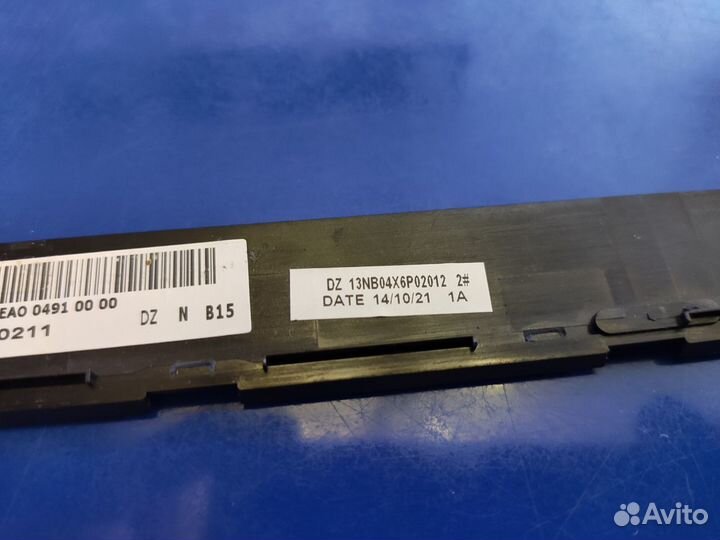 EAO 0491 00 00
0211
DZ N B15
DZ 13NB04X6P02012 2#
DATE 14/10/21 1A
Avito